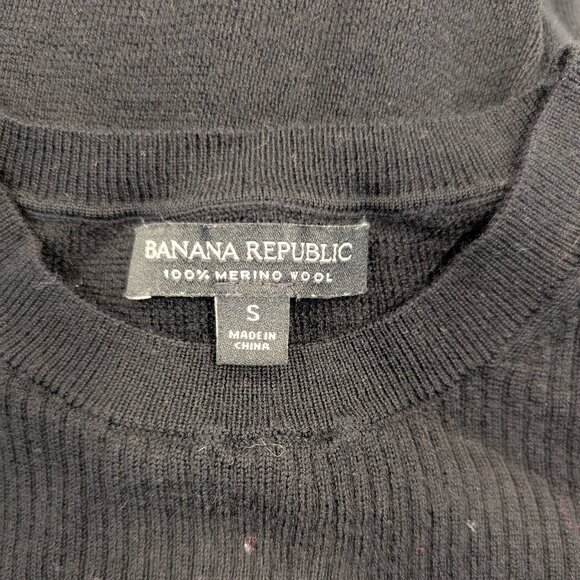 BANANA REPUBLIC
100% MERINO WOOL
S
MADE IN
CHINA